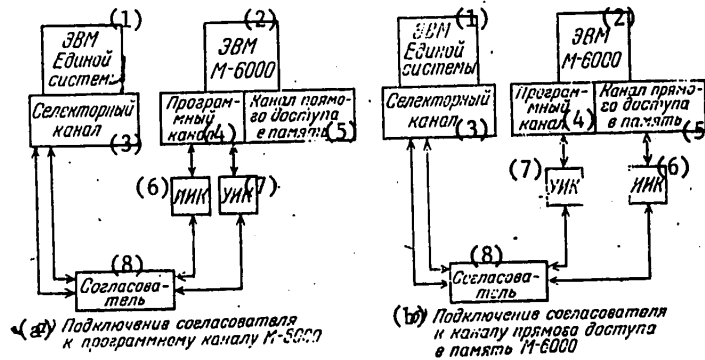 (1)
ЭВМ
Единой
системы
(2)
ЭВМ
М-6000
Селекторный
канал
(3)
Програм-
мный
канал (4)
Канал прямо-
го доступа
в память (5)
(6) ИИК
УИК (7)
(8)
Согласова-
тель
(a) Подключение согласователя
к программному каналу М-6000
(1)
ЭВМ
Единой
системы
(2)
ЭВМ
М-6000
Селекторный
канал
(3)
Програм-
мный
канал (4)
Канал прямо-
го доступа
в память (5)
(7)
УИК
(6)
ИИК
(8)
Согласова-
тель
(b) Подключение согласователя
к каналу прямого доступа
в память М-6000